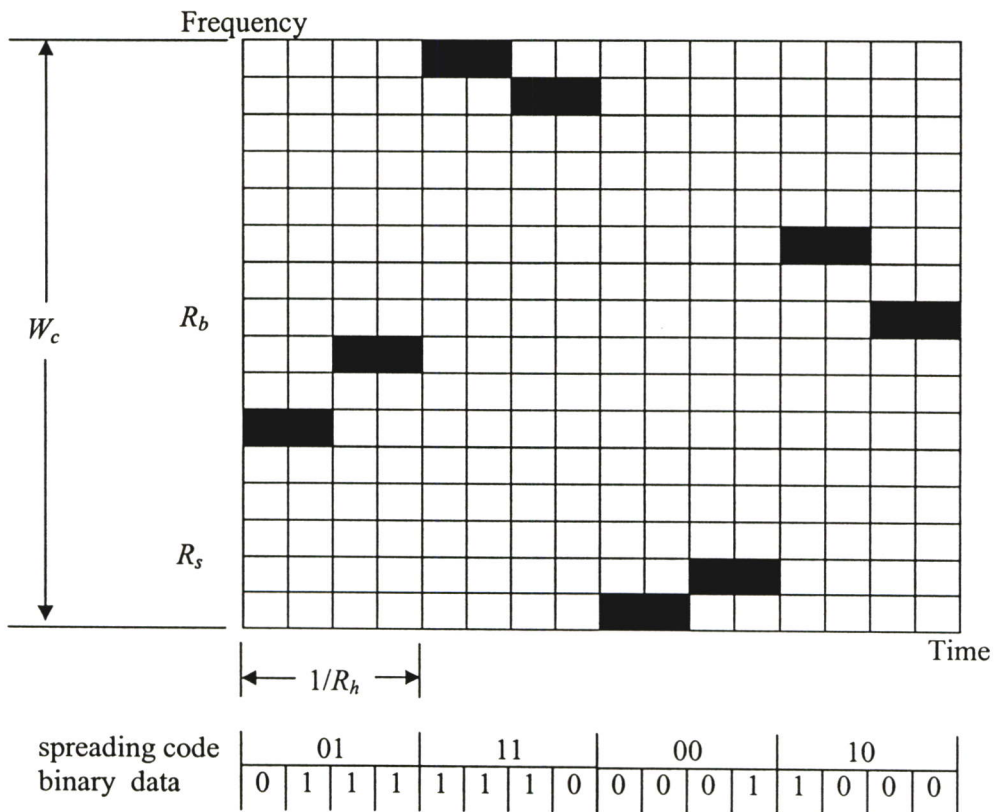 Frequency
W_c
R_b
R_s
Time
1/R_h
spreading code 01 11 00 10
binary data 0 1 1 1 1 1 1 0 0 0 0 1 1 0 0 0